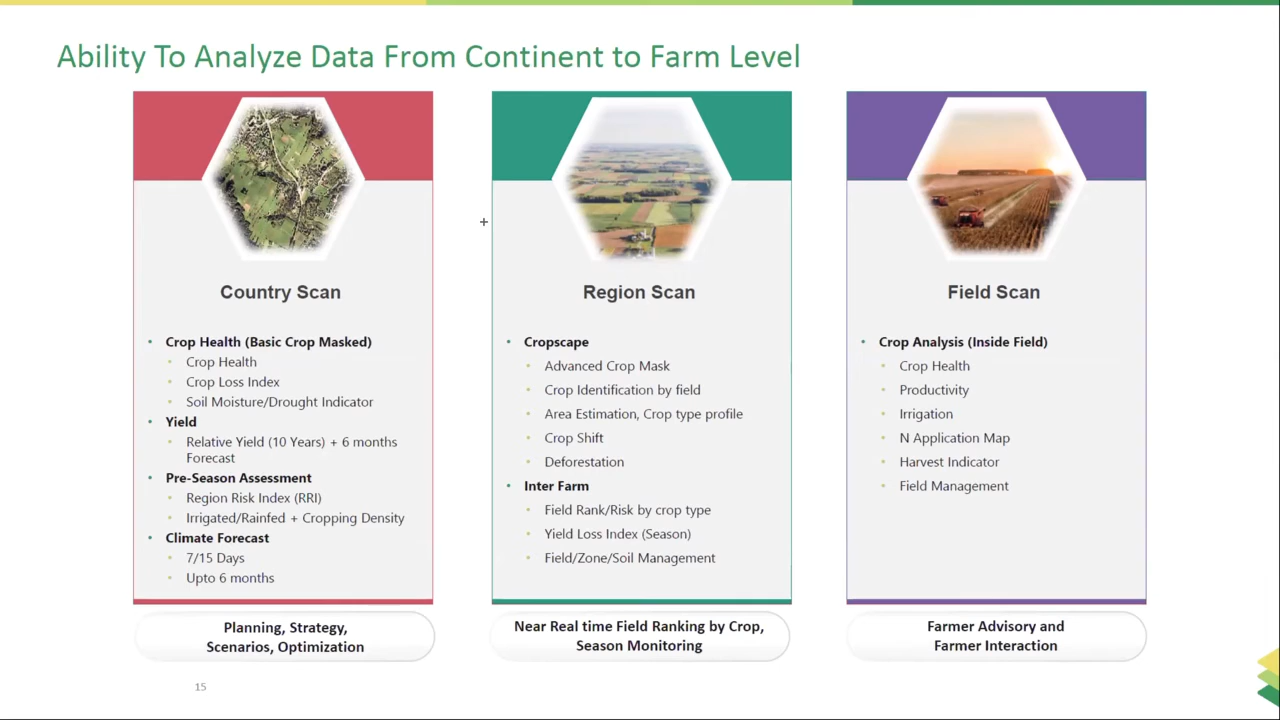 Ability To Analyze Data From Continent to Farm Level
Country Scan
Crop Health (Basic Crop Masked)
Crop Health
Crop Loss Index
Soil Moisture/Drought Indicator
Yield
Relative Yield (10 Years) + 6 months
Forecast
Pre-Season Assessment
Region Risk Index (RRI)
Irrigated/Rainfed + Cropping Density
Climate Forecast
7/15 Days
Upto 6 months
Planning, Strategy,
Scenarios, Optimization
Region Scan
Cropscape
Advanced Crop Mask
Crop Identification by field
Area Estimation, Crop type profile
Crop Shift
Deforestation
Inter Farm
Field Rank/Risk by crop type
Yield Loss Index (Season)
Field/Zone/Soil Management
Near Real time Field Ranking by Crop,
Season Monitoring
Field Scan
Crop Analysis (Inside Field)
Crop Health
Productivity
Irrigation
N Application Map
Harvest Indicator
Field Management
Farmer Advisory and
Farmer Interaction
15